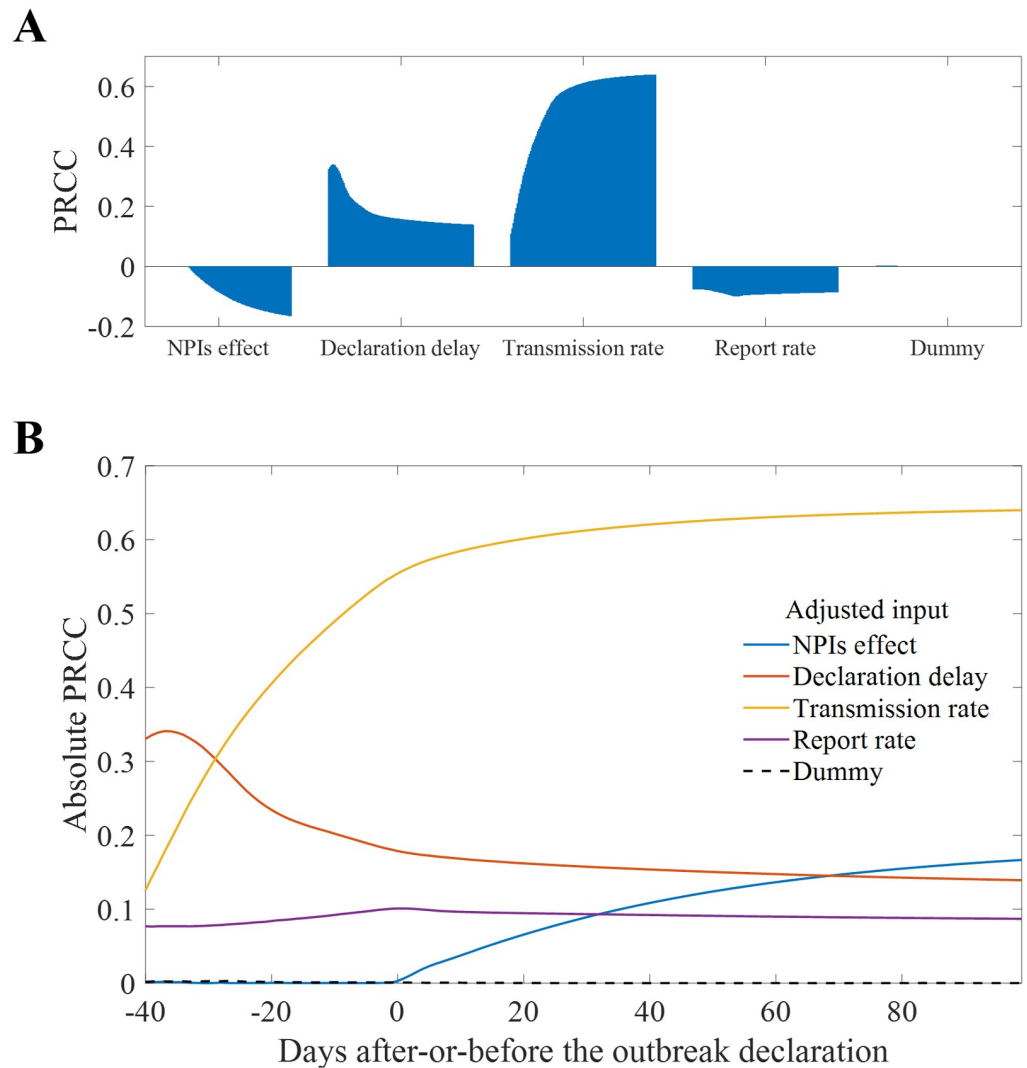 A
PRCC
0.6
0.4
0.2
0
-0.2
NPIs effect Declaration delay Transmission rate Report rate Dummy
B
Absolute PRCC
0.7
0.6
0.5
0.4
0.3
0.2
0.1
0
Adjusted input
NPIs effect
Declaration delay
Transmission rate
Report rate
Dummy
-40 -20 0 20 40 60 80
Days after-or-before the outbreak declaration